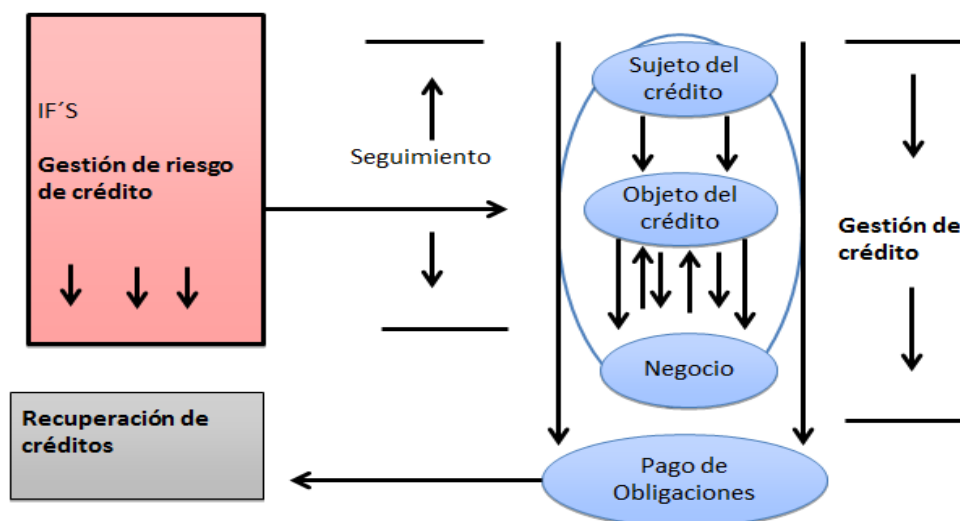 IF´S
Gestión de riesgo
de crédito
Seguimiento
Sujeto del
crédito
Objeto del
crédito
Negocio
Gestión de
crédito
Recuperación de
créditos
Pago de
Obligaciones